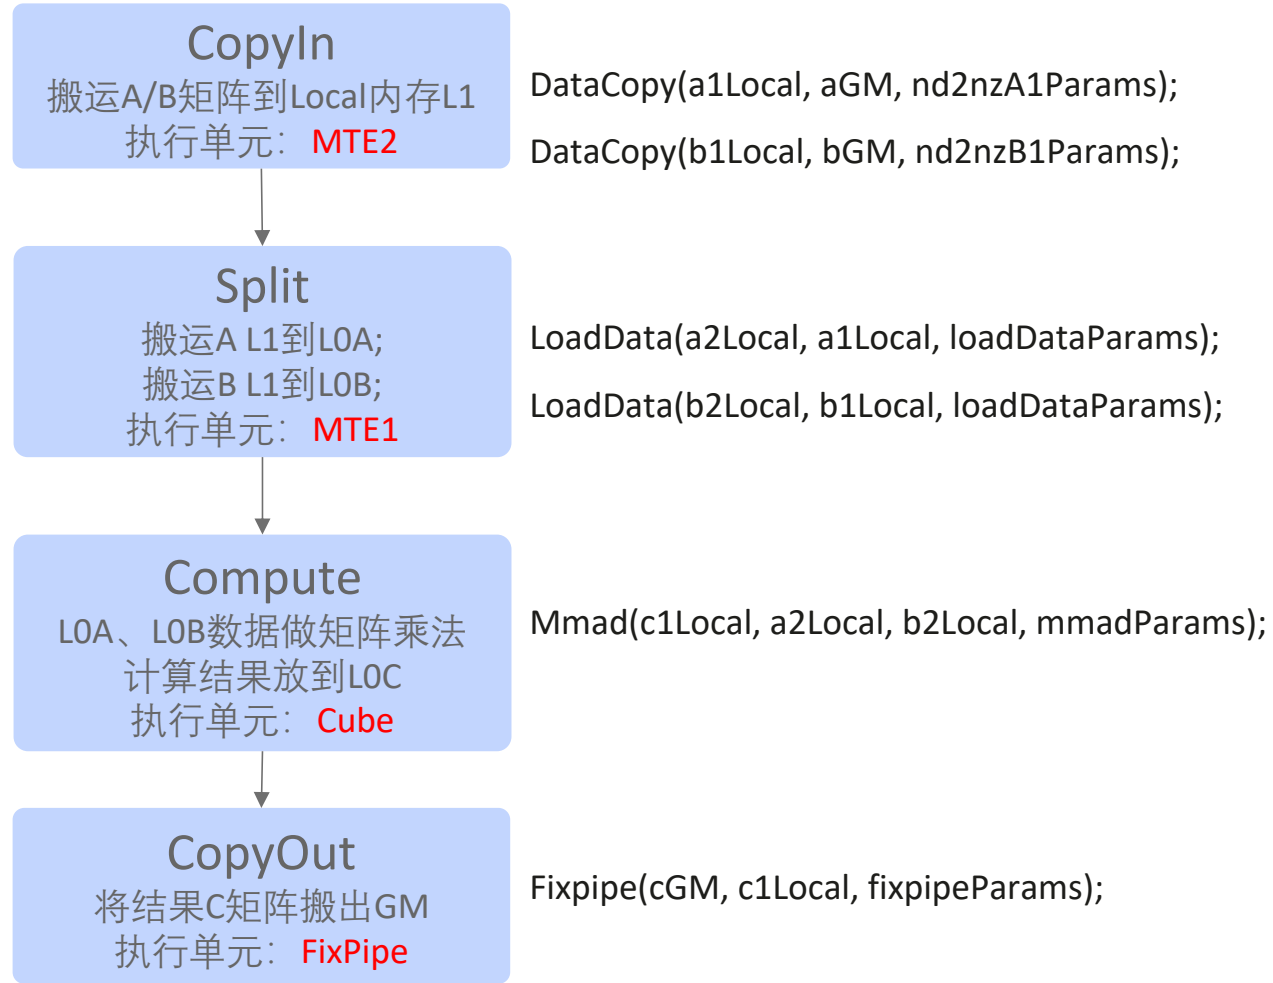 CopyIn
搬运A/B矩阵到Local内存L1
执行单元：MTE2
DataCopy(a1Local, aGM, nd2nzA1Params);
DataCopy(b1Local, bGM, nd2nzB1Params);
Split
搬运A L1到L0A;
搬运B L1到L0B;
执行单元：MTE1
LoadData(a2Local, a1Local, loadDataParams);
LoadData(b2Local, b1Local, loadDataParams);
Compute
L0A、L0B数据做矩阵乘法
计算结果放到L0C
执行单元：Cube
Mmad(c1Local, a2Local, b2Local, mmadParams);
CopyOut
将结果C矩阵搬出GM
执行单元：FixPipe
Fixpipe(cGM, c1Local, fixpipeParams);